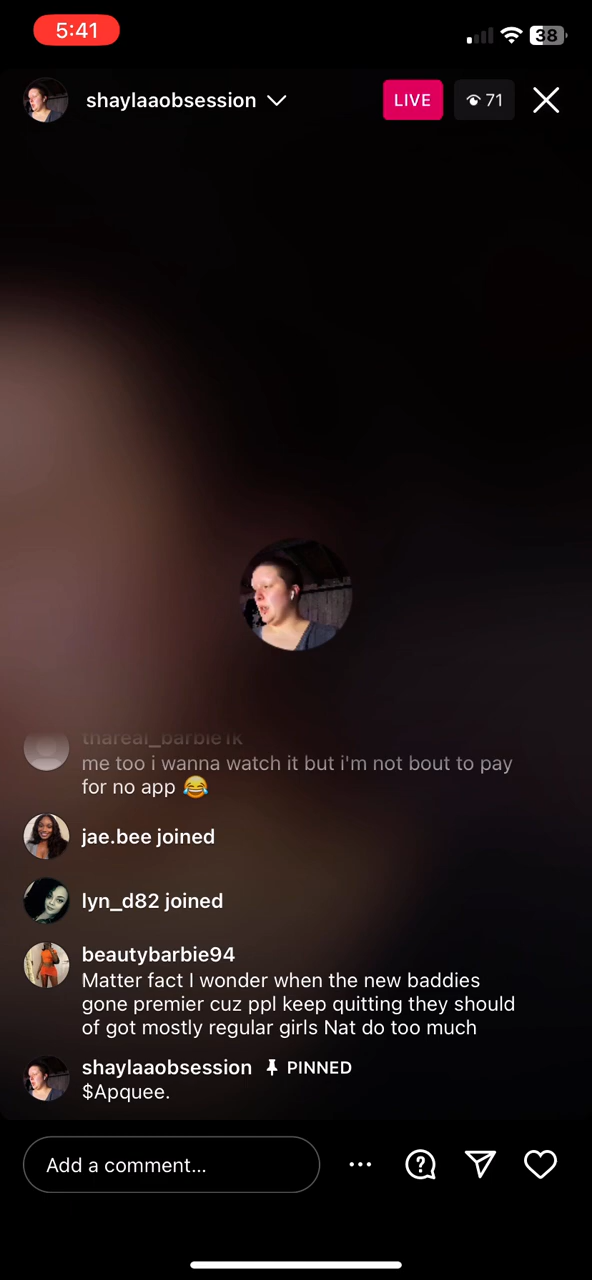 5:41
38
shaylaaobsession
LIVE
71
thareal_barbie1k
me too i wanna watch it but i'm not bout to pay
for no app 😂
jae.bee joined
lyn_d82 joined
beautybarbie94
Matter fact I wonder when the new baddies
gone premier cuz ppl keep quitting they should
of got mostly regular girls Nat do too much
shaylaaobsession PINNED
$Apquee.
Add a comment...